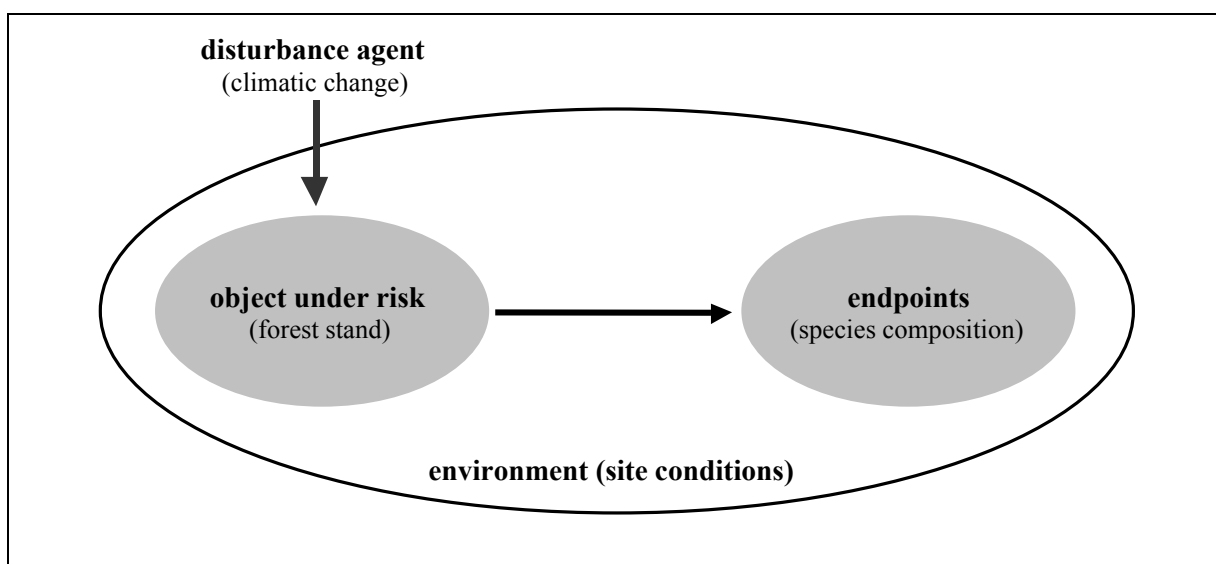 disturbance agent
(climatic change)
object under risk
(forest stand)
endpoints
(species composition)
environment (site conditions)